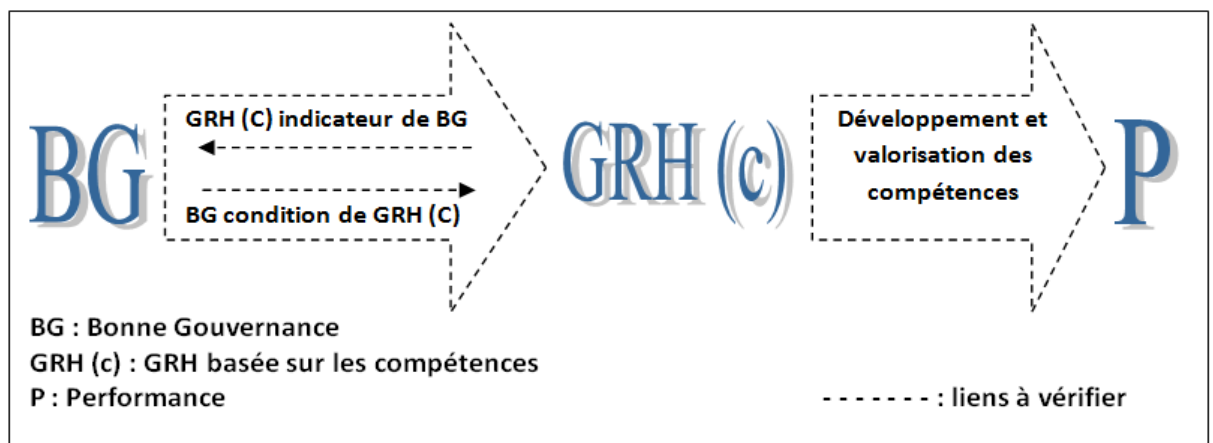 BG
GRH (C) indicateur de BG
BG condition de GRH (C)
GRH (c)
Développement et
valorisation des
compétences
P
BG : Bonne Gouvernance
GRH (c) : GRH basée sur les compétences
P : Performance
- - - - - - - : liens à vérifier